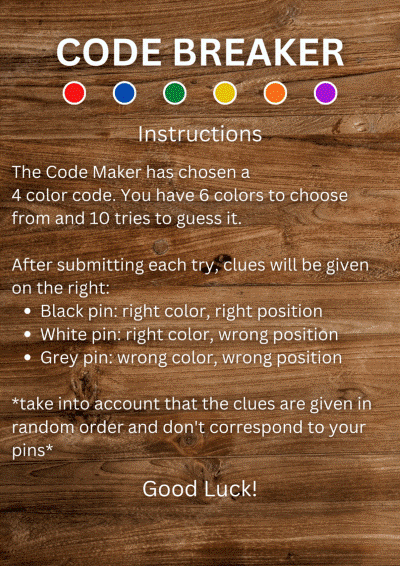 CODE BREAKER
Instructions
The Code Maker has chosen a
4 color code. You have 6 colors to choose
from and 10 tries to guess it.
After submitting each try, clues will be given
on the right:
• Black pin: right color, right position
• White pin: right color, wrong position
• Grey pin: wrong color, wrong position
*take into account that the clues are given in
random order and don't correspond to your
pins*
Good Luck!